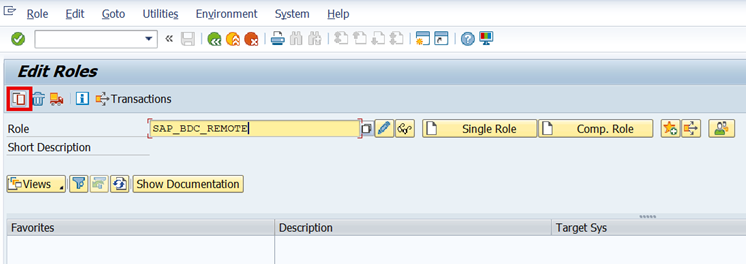 Role Edit Goto Utilities Environment System Help
Edit Roles
Transactions
Role SAP_BDC_REMOTE Single Role Comp. Role
Short Description
Views Show Documentation
Favorites Description Target Sys